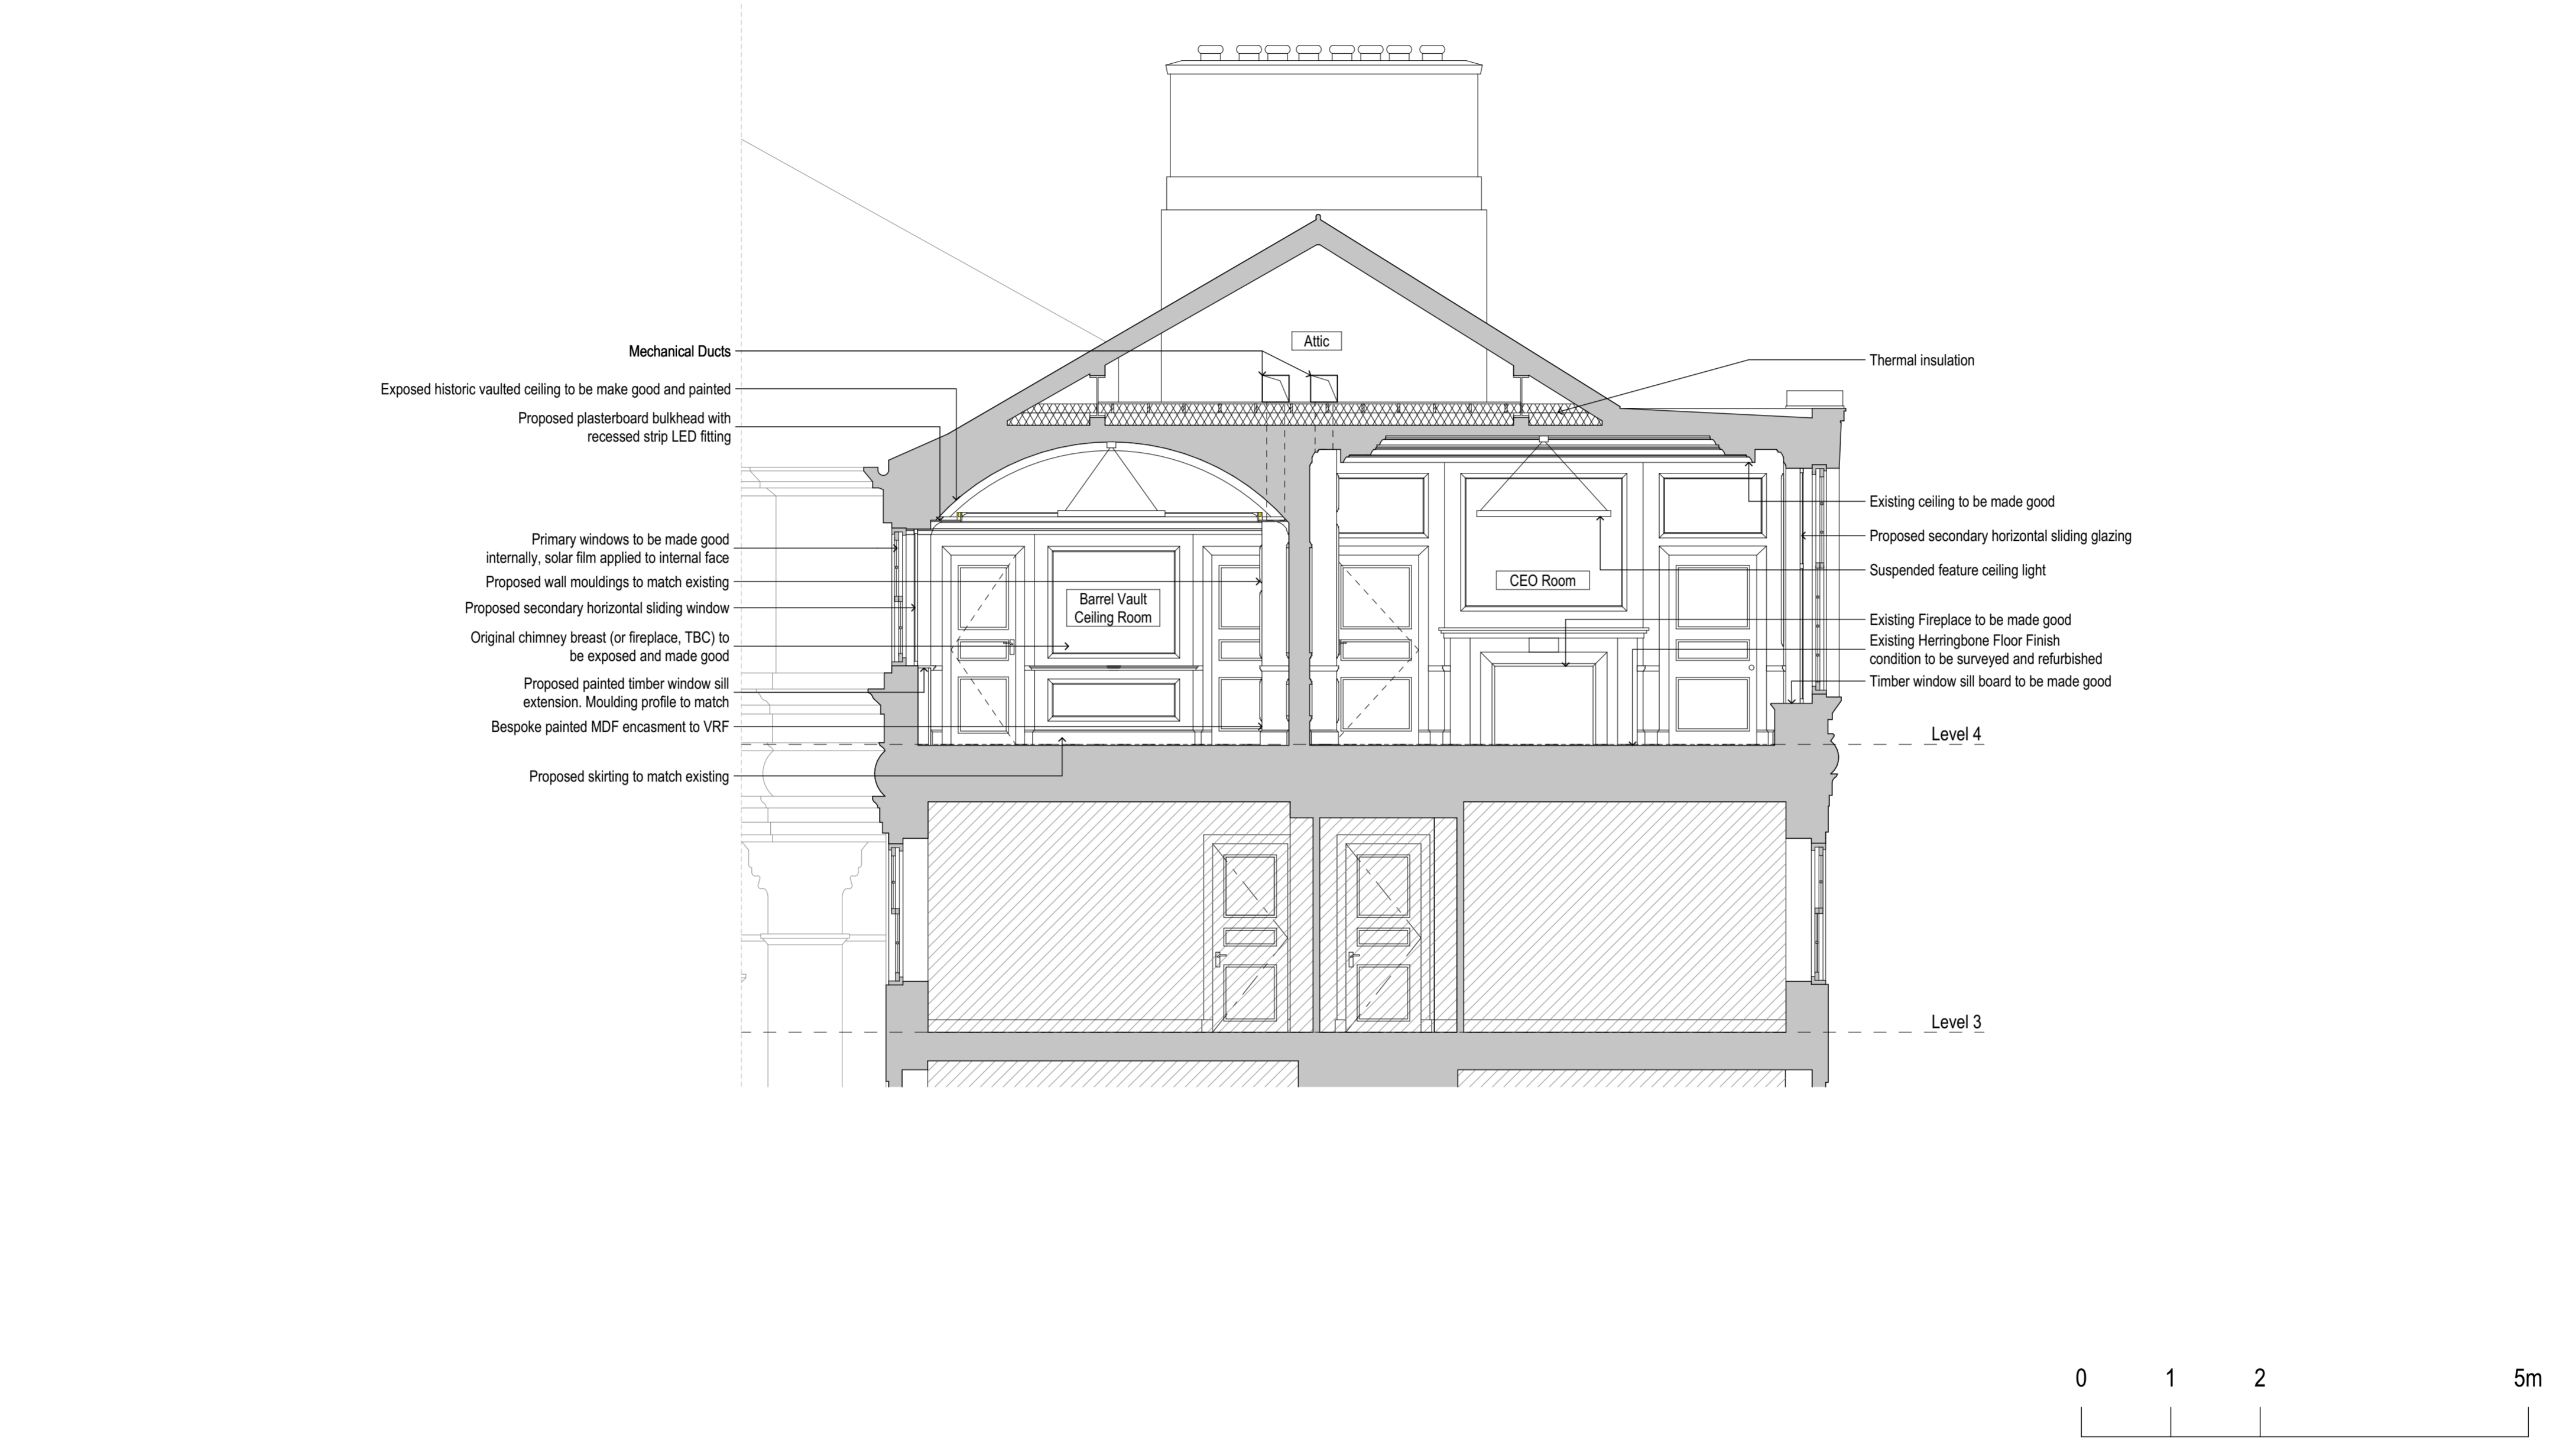 Attic
Mechanical Ducts
Exposed historic vaulted ceiling to be make good and painted
Proposed plasterboard bulkhead with
recessed strip LED fitting
Primary windows to be made good
internally, solar film applied to internal face
Proposed wall mouldings to match existing
Proposed secondary horizontal sliding window
Original chimney breast (or fireplace, TBC) to
be exposed and made good
Proposed painted timber window sill
extension. Moulding profile to match
Bespoke painted MDF encasment to VRF
Proposed skirting to match existing
Barrel Vault
Ceiling Room
CEO Room
Thermal insulation
Existing ceiling to be made good
Proposed secondary horizontal sliding glazing
Suspended feature ceiling light
Existing Fireplace to be made good
Existing Herringbone Floor Finish
condition to be surveyed and refurbished
Timber window sill board to be made good
Level 4
Level 3
0 1 2 5m